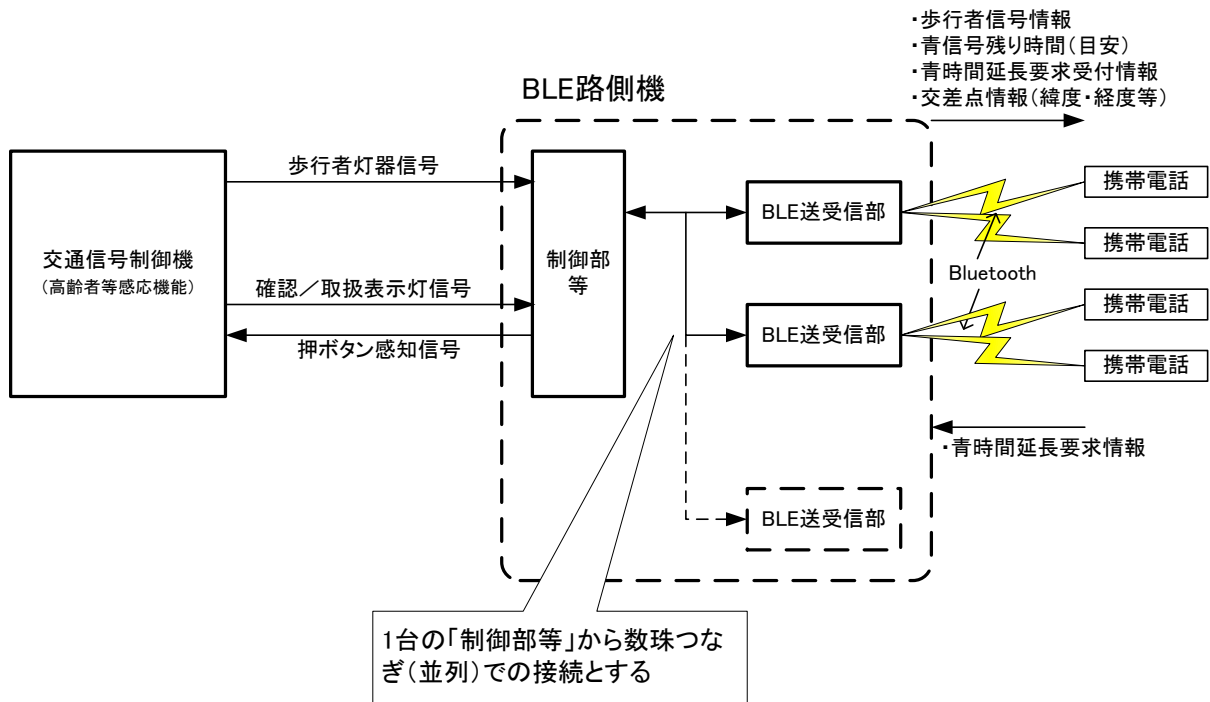 ・歩行者信号情報
・青信号残り時間(目安)
・青時間延長要求受付情報
・交差点情報(緯度・経度等)
BLE路側機
交通信号制御機
(高齢者等感応機能)
歩行者灯器信号
確認／取扱表示灯信号
押ボタン感知信号
制御部
等
BLE送受信部
BLE送受信部
BLE送受信部
Bluetooth
携帯電話
携帯電話
携帯電話
携帯電話
・青時間延長要求情報
1台の「制御部等」から数珠つな
ぎ(並列)での接続とする